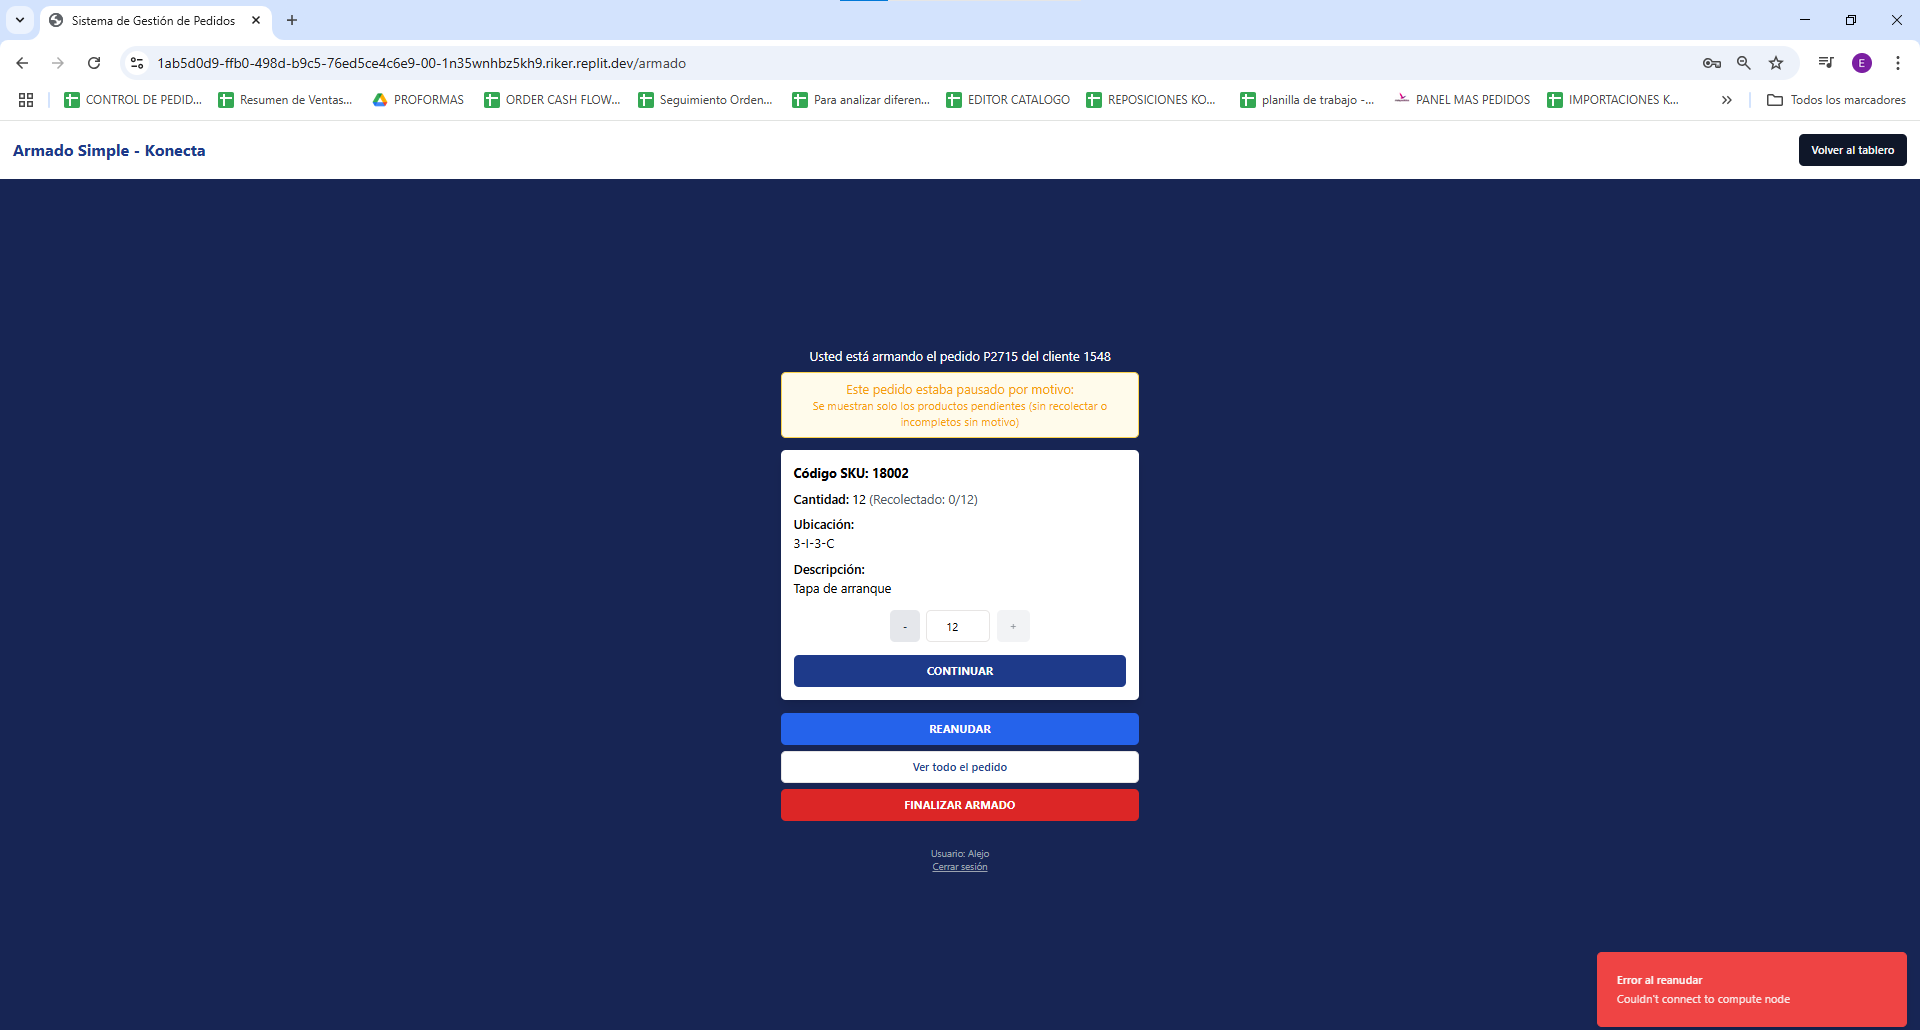 Sistema de Gestión de Pedidos
1ab5d0d9-ffb0-498d-b9c5-76ed5ce4c6e9-00-1n35wnhbz5kh9.riker.replit.dev/armado
E
CONTROL DE PEDID...
Resumen de Ventas...
PROFORMAS
ORDER CASH FLOW...
Seguimiento Orden...
Para analizar diferen...
EDITOR CATALOGO
REPOSICIONES KO...
planilla de trabajo -...
PANEL MAS PEDIDOS
IMPORTACIONES K...
Todos los marcadores
Armado Simple - Konecta
Volver al tablero
Usted está armando el pedido P2715 del cliente 1548
Este pedido estaba pausado por motivo:
Se muestran solo los productos pendientes (sin recolectar o
incompletos sin motivo)
Código SKU: 18002
Cantidad: 12 (Recolectado: 0/12)
Ubicación:
3-I-3-C
Descripción:
Tapa de arranque
- 12 +
CONTINUAR
REANUDAR
Ver todo el pedido
FINALIZAR ARMADO
Usuario: Alejo
Cerrar sesión
Error al reanudar
Couldn't connect to compute node